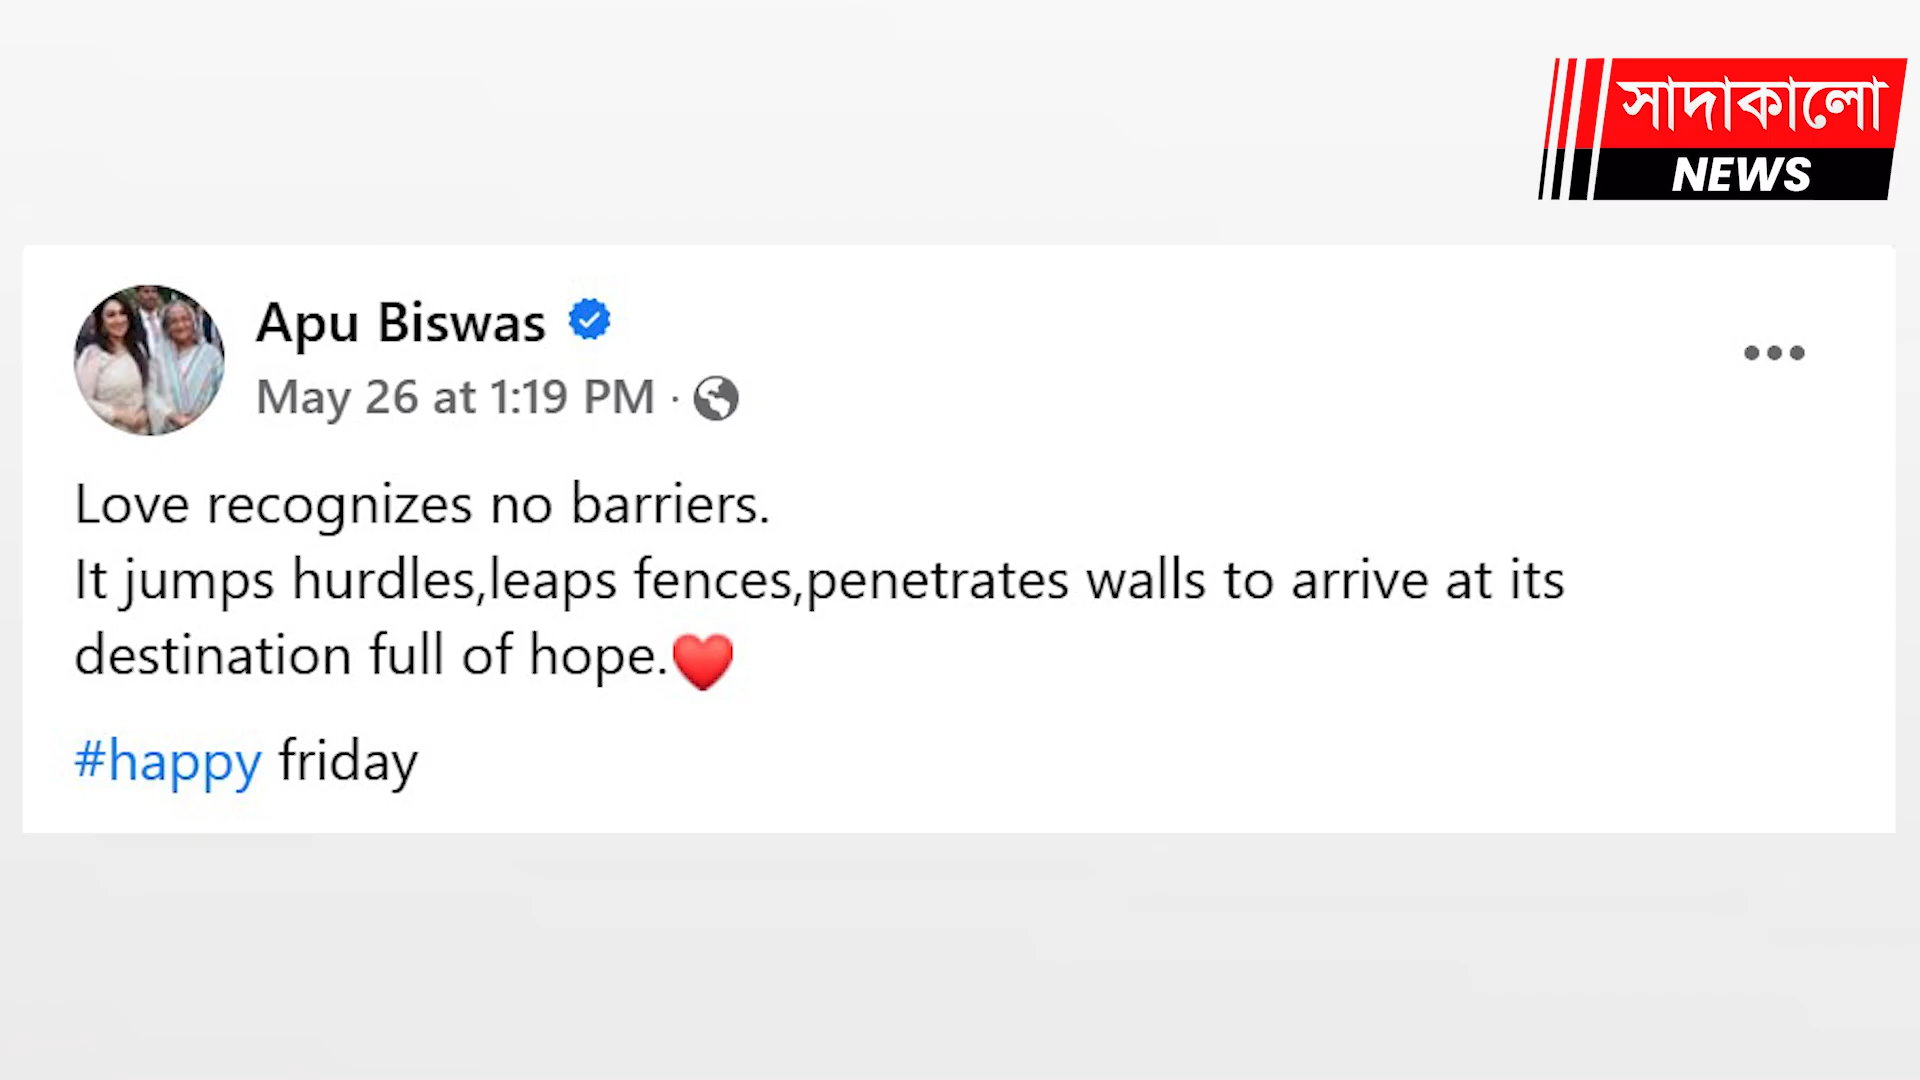 সাদাকালো
NEWS
Apu Biswas
May 26 at 1:19 PM ·
Love recognizes no barriers.
It jumps hurdles,leaps fences,penetrates walls to arrive at its
destination full of hope.❤️
#happy friday